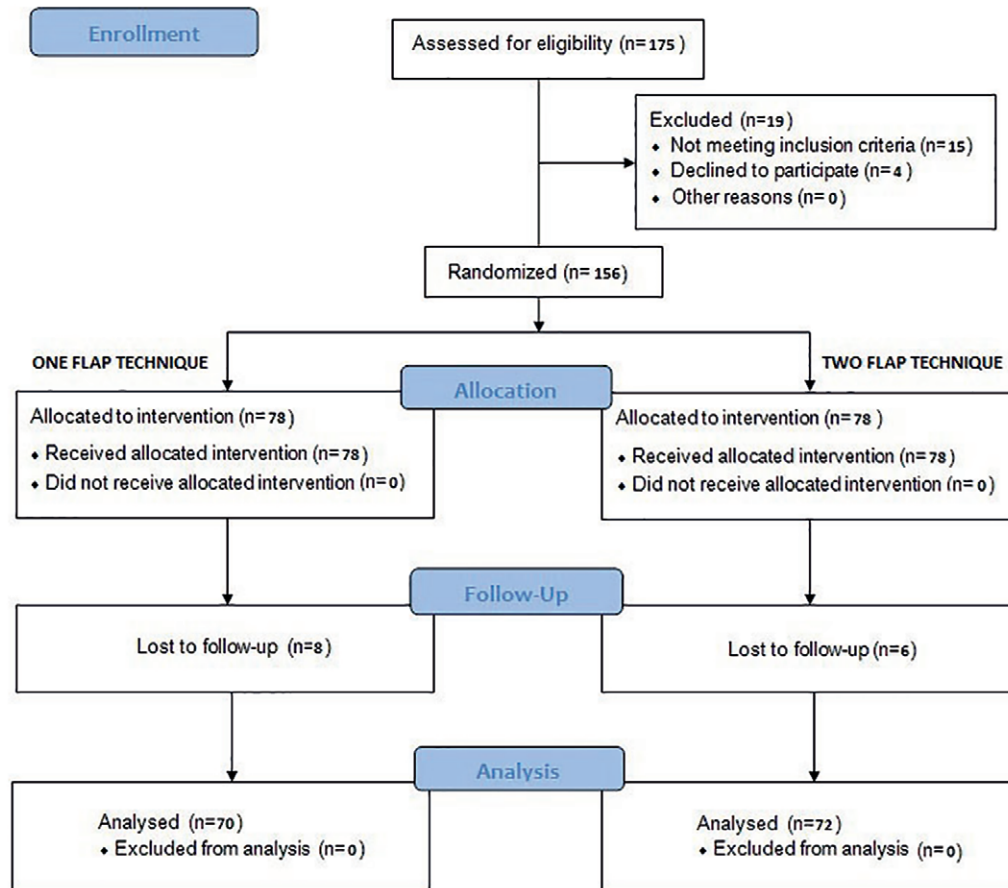 Enrollment
Assessed for eligibility (n=175)
Excluded (n=19)
⬥ Not meeting inclusion criteria (n=15)
⬥ Declined to participate (n=4 )
⬥ Other reasons (n= 0)
Randomized (n= 156)
ONE FLAP TECHNIQUE
TWO FLAP TECHNIQUE
Allocation
Allocated to intervention (n=78 )
⬥ Received allocated intervention (n=78)
⬥ Did not receive allocated intervention (n=0)
Allocated to intervention (n=78 )
⬥ Received allocated intervention (n=78)
⬥ Did not receive allocated intervention (n=0)
Follow-Up
Lost to follow-up (n=8)
Lost to follow-up (n=6)
Analysis
Analysed (n=70)
⬥ Excluded from analysis (n=0)
Analysed (n=72)
⬥ Excluded from analysis (n=0)